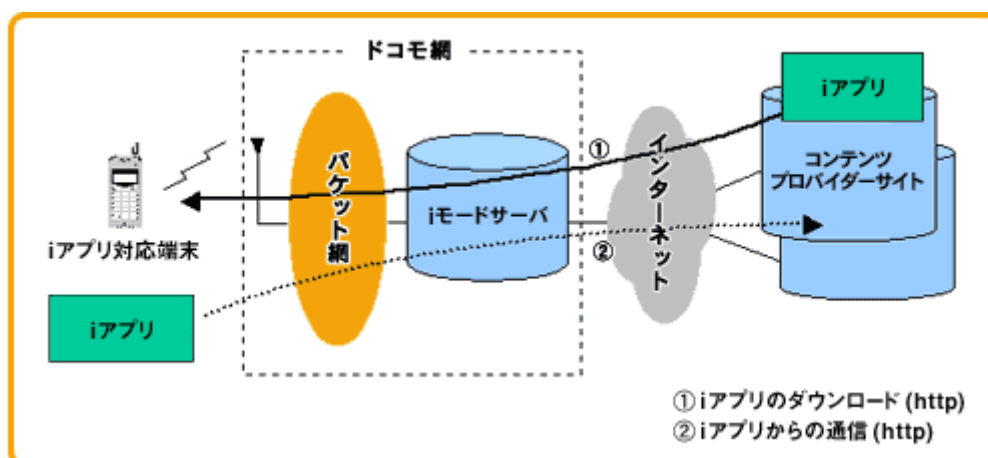 ドコモ網
iアプリ
①
インターネット
パケット網
コンテンツ
プロバイダーサイト
iモードサーバ
iアプリ対応端末
②
iアプリ
①iアプリのダウンロード(http)
②iアプリからの通信(http)